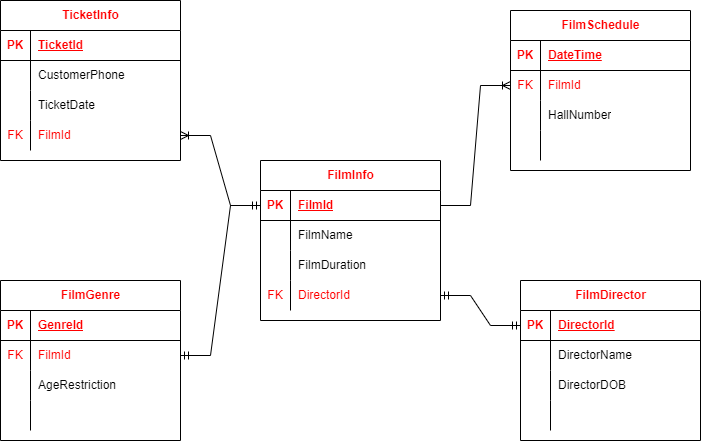 TicketInfo
PK TicketId
CustomerPhone
TicketDate
FK FilmId
FilmSchedule
PK DateTime
FK FilmId
HallNumber
FilmInfo
PK FilmId
FilmName
FilmDuration
FK DirectorId
FilmGenre
PK GenreId
FK FilmId
AgeRestriction
FilmDirector
PK DirectorId
DirectorName
DirectorDOB